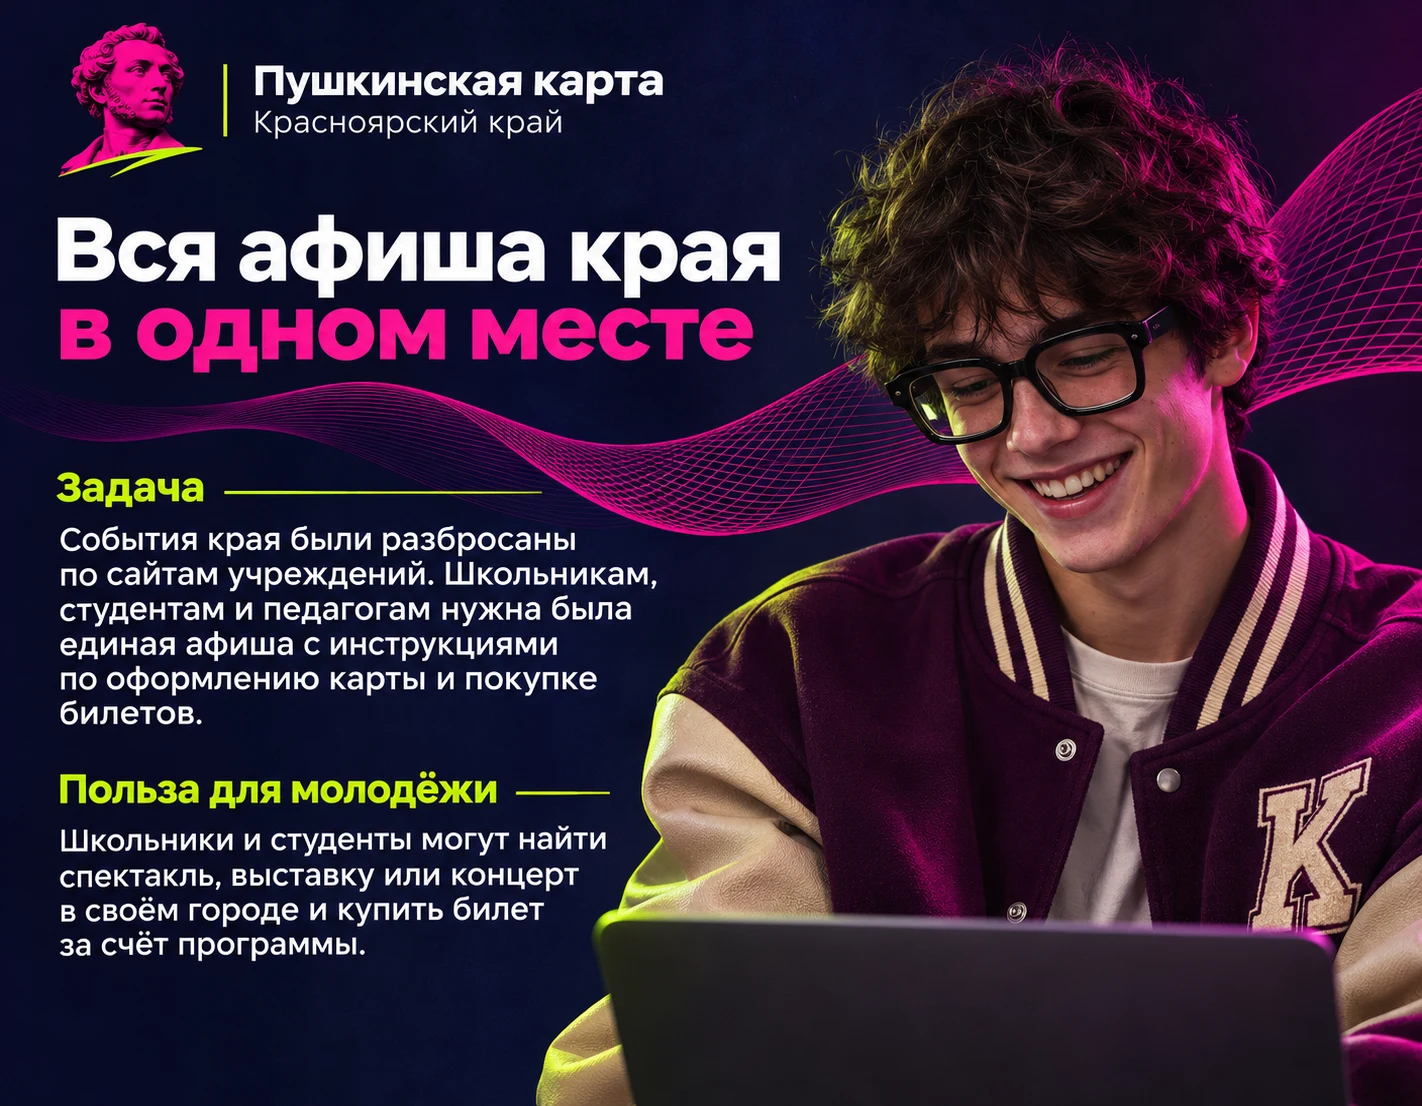 Пушкинская карта
Красноярский край
Вся афиша края
в одном месте
Задача
События края были разбросаны
по сайтам учреждений. Школьникам,
студентам и педагогам нужна была
единая афиша с инструкциями
по оформлению карты и покупке
билетов.
Польза для молодёжи
Школьники и студенты могут найти
спектакль, выставку или концерт
в своём городе и купить билет
за счёт программы.
K